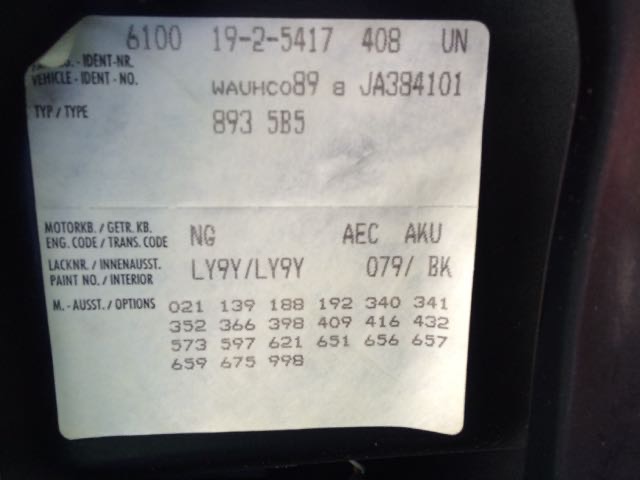 6100 19-2-5417 408 UN
-IDENT-NR.
VEHICLE - IDENT - NO. WAUHC089 8 JA384101
TYP / TYPE 893 5B5
MOTORKB. / GETR. KB.
ENG. CODE / TRANS. CODE NG AEC AKU
LACKNR. / INNENAUSST.
PAINT NO. / INTERIOR LY9Y/LY9Y 079/ BK
M. - AUSST. / OPTIONS 021 139 188 192 340 341
352 366 398 409 416 432
573 597 621 651 656 657
659 675 998